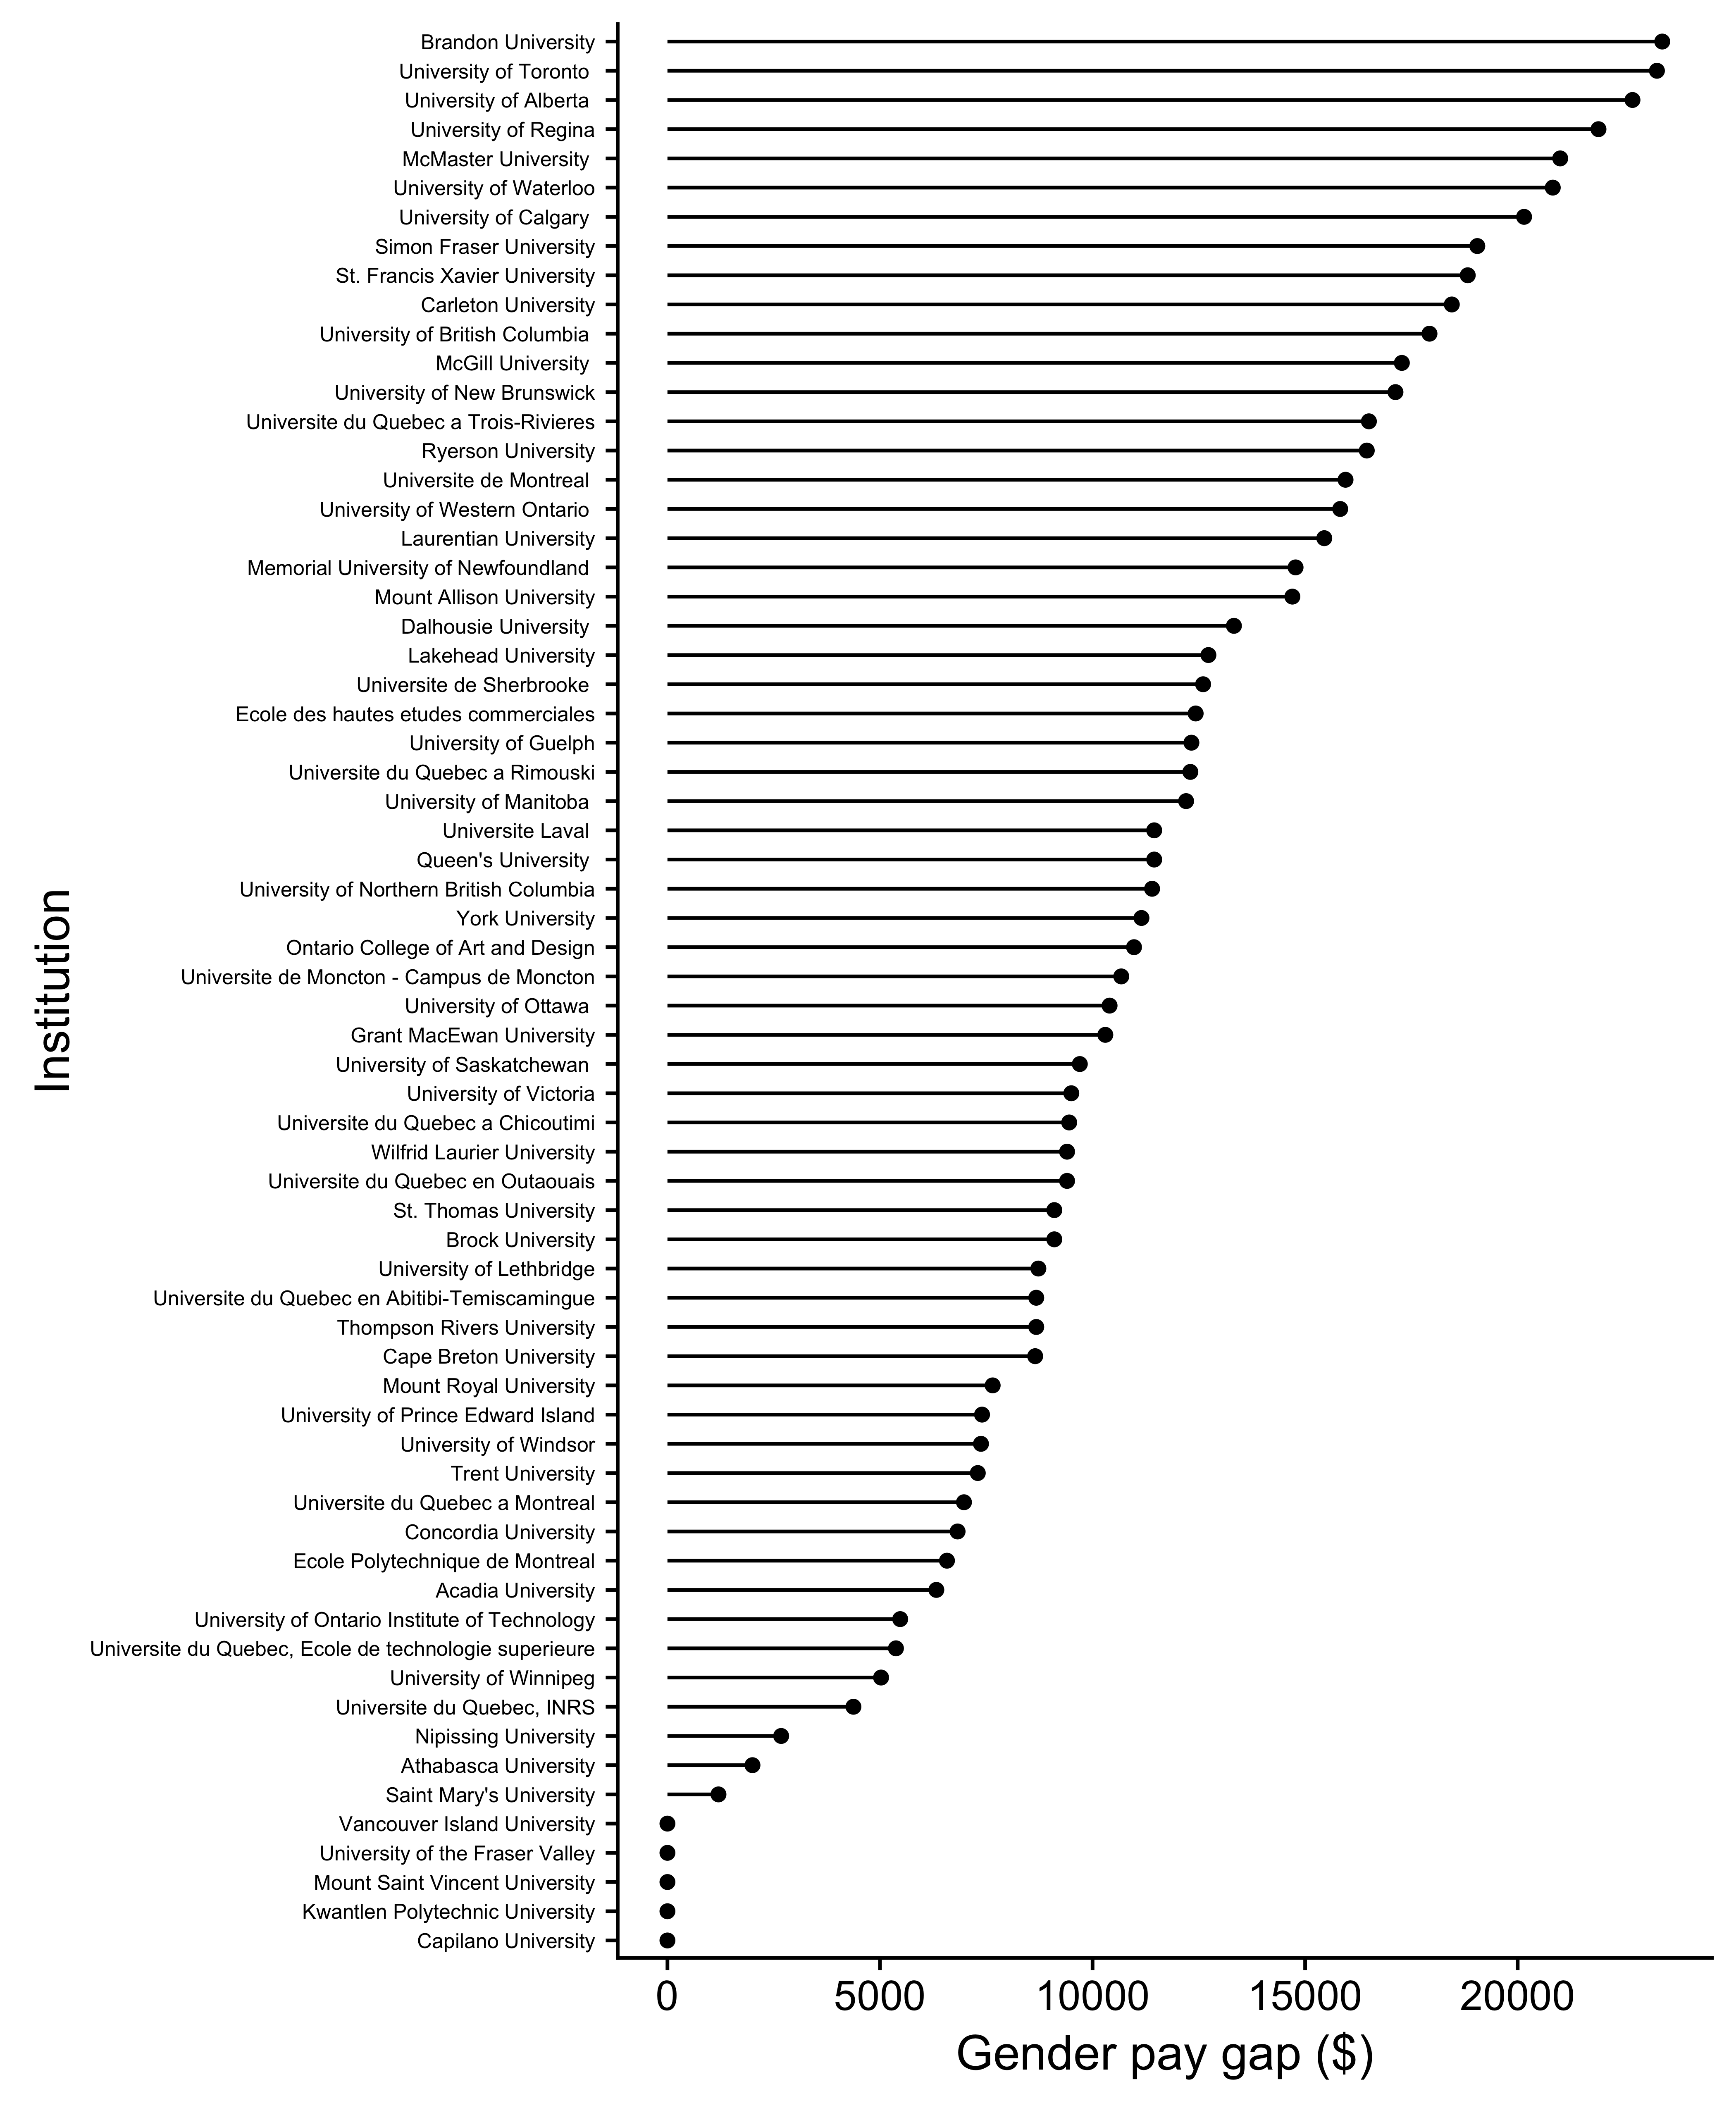 Brandon University
University of Toronto
University of Alberta
University of Regina
McMaster University
University of Waterloo
University of Calgary
Simon Fraser University
St. Francis Xavier University
Carleton University
University of British Columbia
McGill University
University of New Brunswick
Universite du Quebec a Trois-Rivieres
Ryerson University
Universite de Montreal
University of Western Ontario
Laurentian University
Memorial University of Newfoundland
Mount Allison University
Dalhousie University
Lakehead University
Universite de Sherbrooke
Ecole des hautes etudes commerciales
University of Guelph
Universite du Quebec a Rimouski
University of Manitoba
Universite Laval
Queen's University
University of Northern British Columbia
York University
Ontario College of Art and Design
Universite de Moncton - Campus de Moncton
University of Ottawa
Grant MacEwan University
University of Saskatchewan
University of Victoria
Universite du Quebec a Chicoutimi
Wilfrid Laurier University
Universite du Quebec en Outaouais
St. Thomas University
Brock University
University of Lethbridge
Universite du Quebec en Abitibi-Temiscamingue
Thompson Rivers University
Cape Breton University
Mount Royal University
University of Prince Edward Island
University of Windsor
Trent University
Universite du Quebec a Montreal
Concordia University
Ecole Polytechnique de Montreal
Acadia University
University of Ontario Institute of Technology
Universite du Quebec, Ecole de technologie superieure
University of Winnipeg
Universite du Quebec, INRS
Nipissing University
Athabasca University
Saint Mary's University
Vancouver Island University
University of the Fraser Valley
Mount Saint Vincent University
Kwantlen Polytechnic University
Capilano University
Institution
0 5000 10000 15000 20000
Gender pay gap ($)